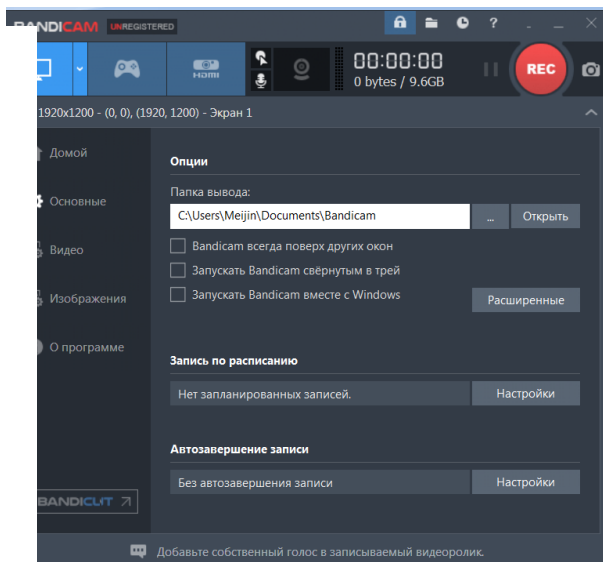 BANDICAM UNREGISTERED ?
HDMI
00:00:00
0 bytes / 9.6GB
REC
1920x1200 - (0, 0), (1920, 1200) - Экран 1
Домой
Основные
Видео
Изображения
О программе
Опции
Папка вывода:
C:\Users\Meijin\Documents\Bandicam ... Открыть
Bandicam всегда поверх других окон
Запускать Bandicam свёрнутым в трей
Запускать Bandicam вместе с Windows
Расширенные
Запись по расписанию
Нет запланированных записей. Настройки
Автозавершение записи
Без автозавершения записи Настройки
BANDICUT
Добавьте собственный голос в записываемый видеоролик.